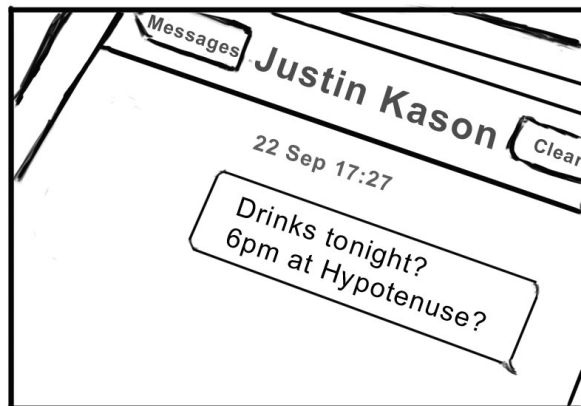 Messages
Justin Kason
Clear
22 Sep 17:27
Drinks tonight?
6pm at Hypotenuse?